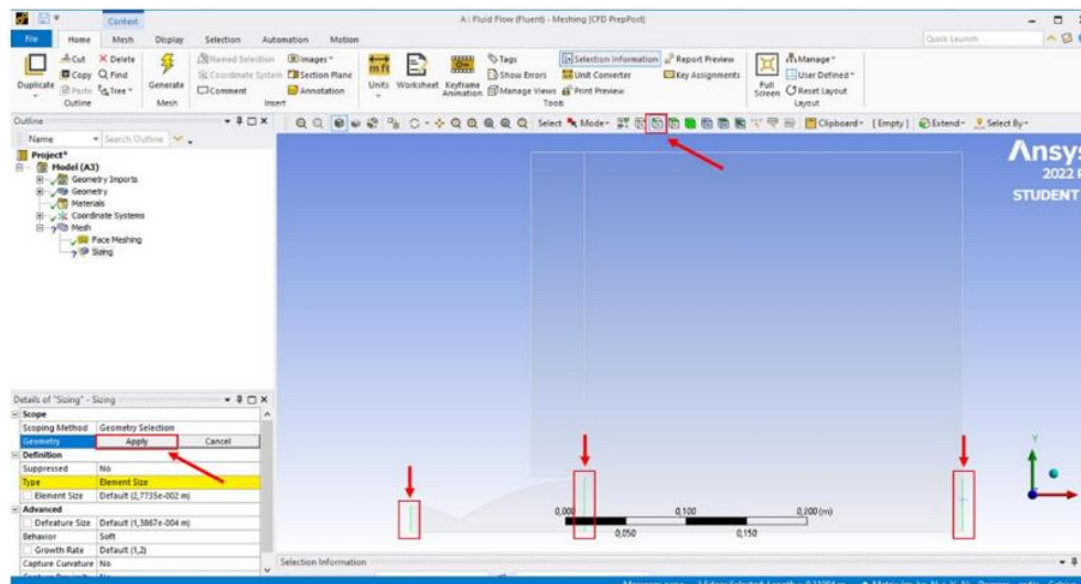 Context
A : Fluid Flow (Fluent) - Meshing [CFD PrepPost]
File Home Mesh Display Selection Automation Motion
Quick Launch
Duplicate
Cut
Copy
Paste
Delete
Find
Tree
Outline
Generate
Mesh
Named Selection
Coordinate System
Comment
Images
Section Plane
Annotation
Insert
Units
Worksheet
Keyframe
Animation
Tags
Show Errors
Manage Views
Selection Information
Unit Converter
Print Preview
Report Preview
Key Assignments
Tools
Full
Screen
Manage
User Defined
Reset Layout
Layout
Outline
Select Mode Clipboard [Empty] Extend Select By
Name Search Outline
Project*
Model (A3)
Geometry Imports
Geometry
Materials
Coordinate Systems
Mesh
Face Meshing
Sizing
Ansys
2022
STUDENT
Details of "Sizing" - Sizing
Scope
Scoping Method Geometry Selection
Geometry Apply Cancel
Definition
Suppressed No
Type Element Size
Element Size Default (2,7735e-002 m)
Advanced
Defeature Size Default (1,3867e-004 m)
Behavior Soft
Growth Rate Default (1,2)
Capture Curvature No
0,000 0,100 0,200 (m)
0,050 0,150
Y
Selection Information